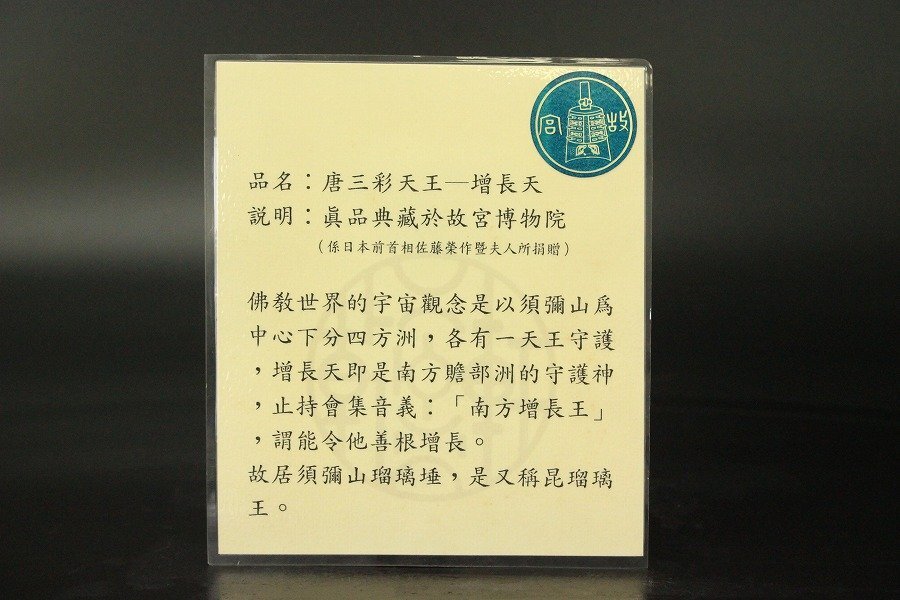 故宮
品名：唐三彩天王─增長天
説明：眞品典藏於故宮博物院
（係日本前首相佐藤榮作暨夫人所捐贈）
佛敎世界的宇宙觀念是以須彌山爲
中心下分四方洲，各有一天王守護
，增長天即是南方贍部洲的守護神
，止持會集音義：「南方增長王」
，謂能令他善根增長。
故居須彌山瑠璃埵，是又稱昆瑠璃
王。